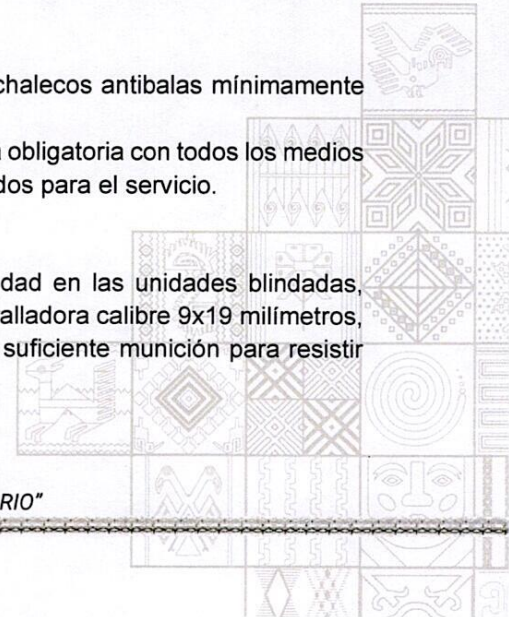 chalecos antibalas mínimamente
obligatoria con todos los medios
dos para el servicio.
dad en las unidades blindadas,
alladora calibre 9x19 milímetros,
suficiente munición para resistir
RIO"